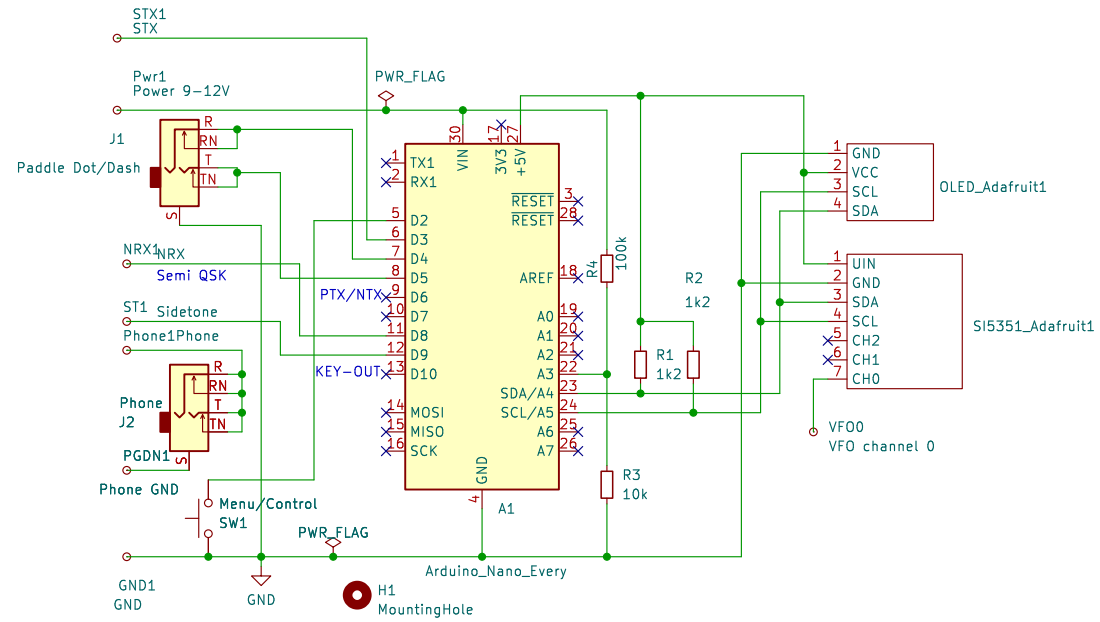 STX1
STX
Pwr1
Power 9-12V
PWR_FLAG
J1
Paddle Dot/Dash
R
RN
T
TN
S
NRX1 NRX
Semi QSK
ST1 Sidetone
Phone1Phone
Phone
J2
R
RN
T
TN
S
PGDN1
Phone GND
Menu/Control
SW1
PWR_FLAG
GND1
GND
GND
H1
MountingHole
30
VIN
17
3V3
27
+5V
1 TX1
2 RX1
5 D2
6 D3
7 D4
8 D5
PTX/NTX 9 D6
10 D7
11 D8
12 D9
KEY-OUT 13 D10
14 MOSI
15 MISO
16 SCK
RESET 3
RESET 28
AREF 18
A0 19
A1 20
A2 21
A3 22
SDA/A4 23
SCL/A5 24
A6 25
A7 26
GND
4
A1
Arduino_Nano_Every
R4
100k
R2
1k2
R1
1k2
R3
10k
1 GND
2 VCC
3 SCL
4 SDA
OLED_Adafruit1
1 UIN
2 GND
3 SDA
4 SCL
5 CH2
6 CH1
7 CH0
SI5351_Adafruit1
VFO0
VFO channel 0